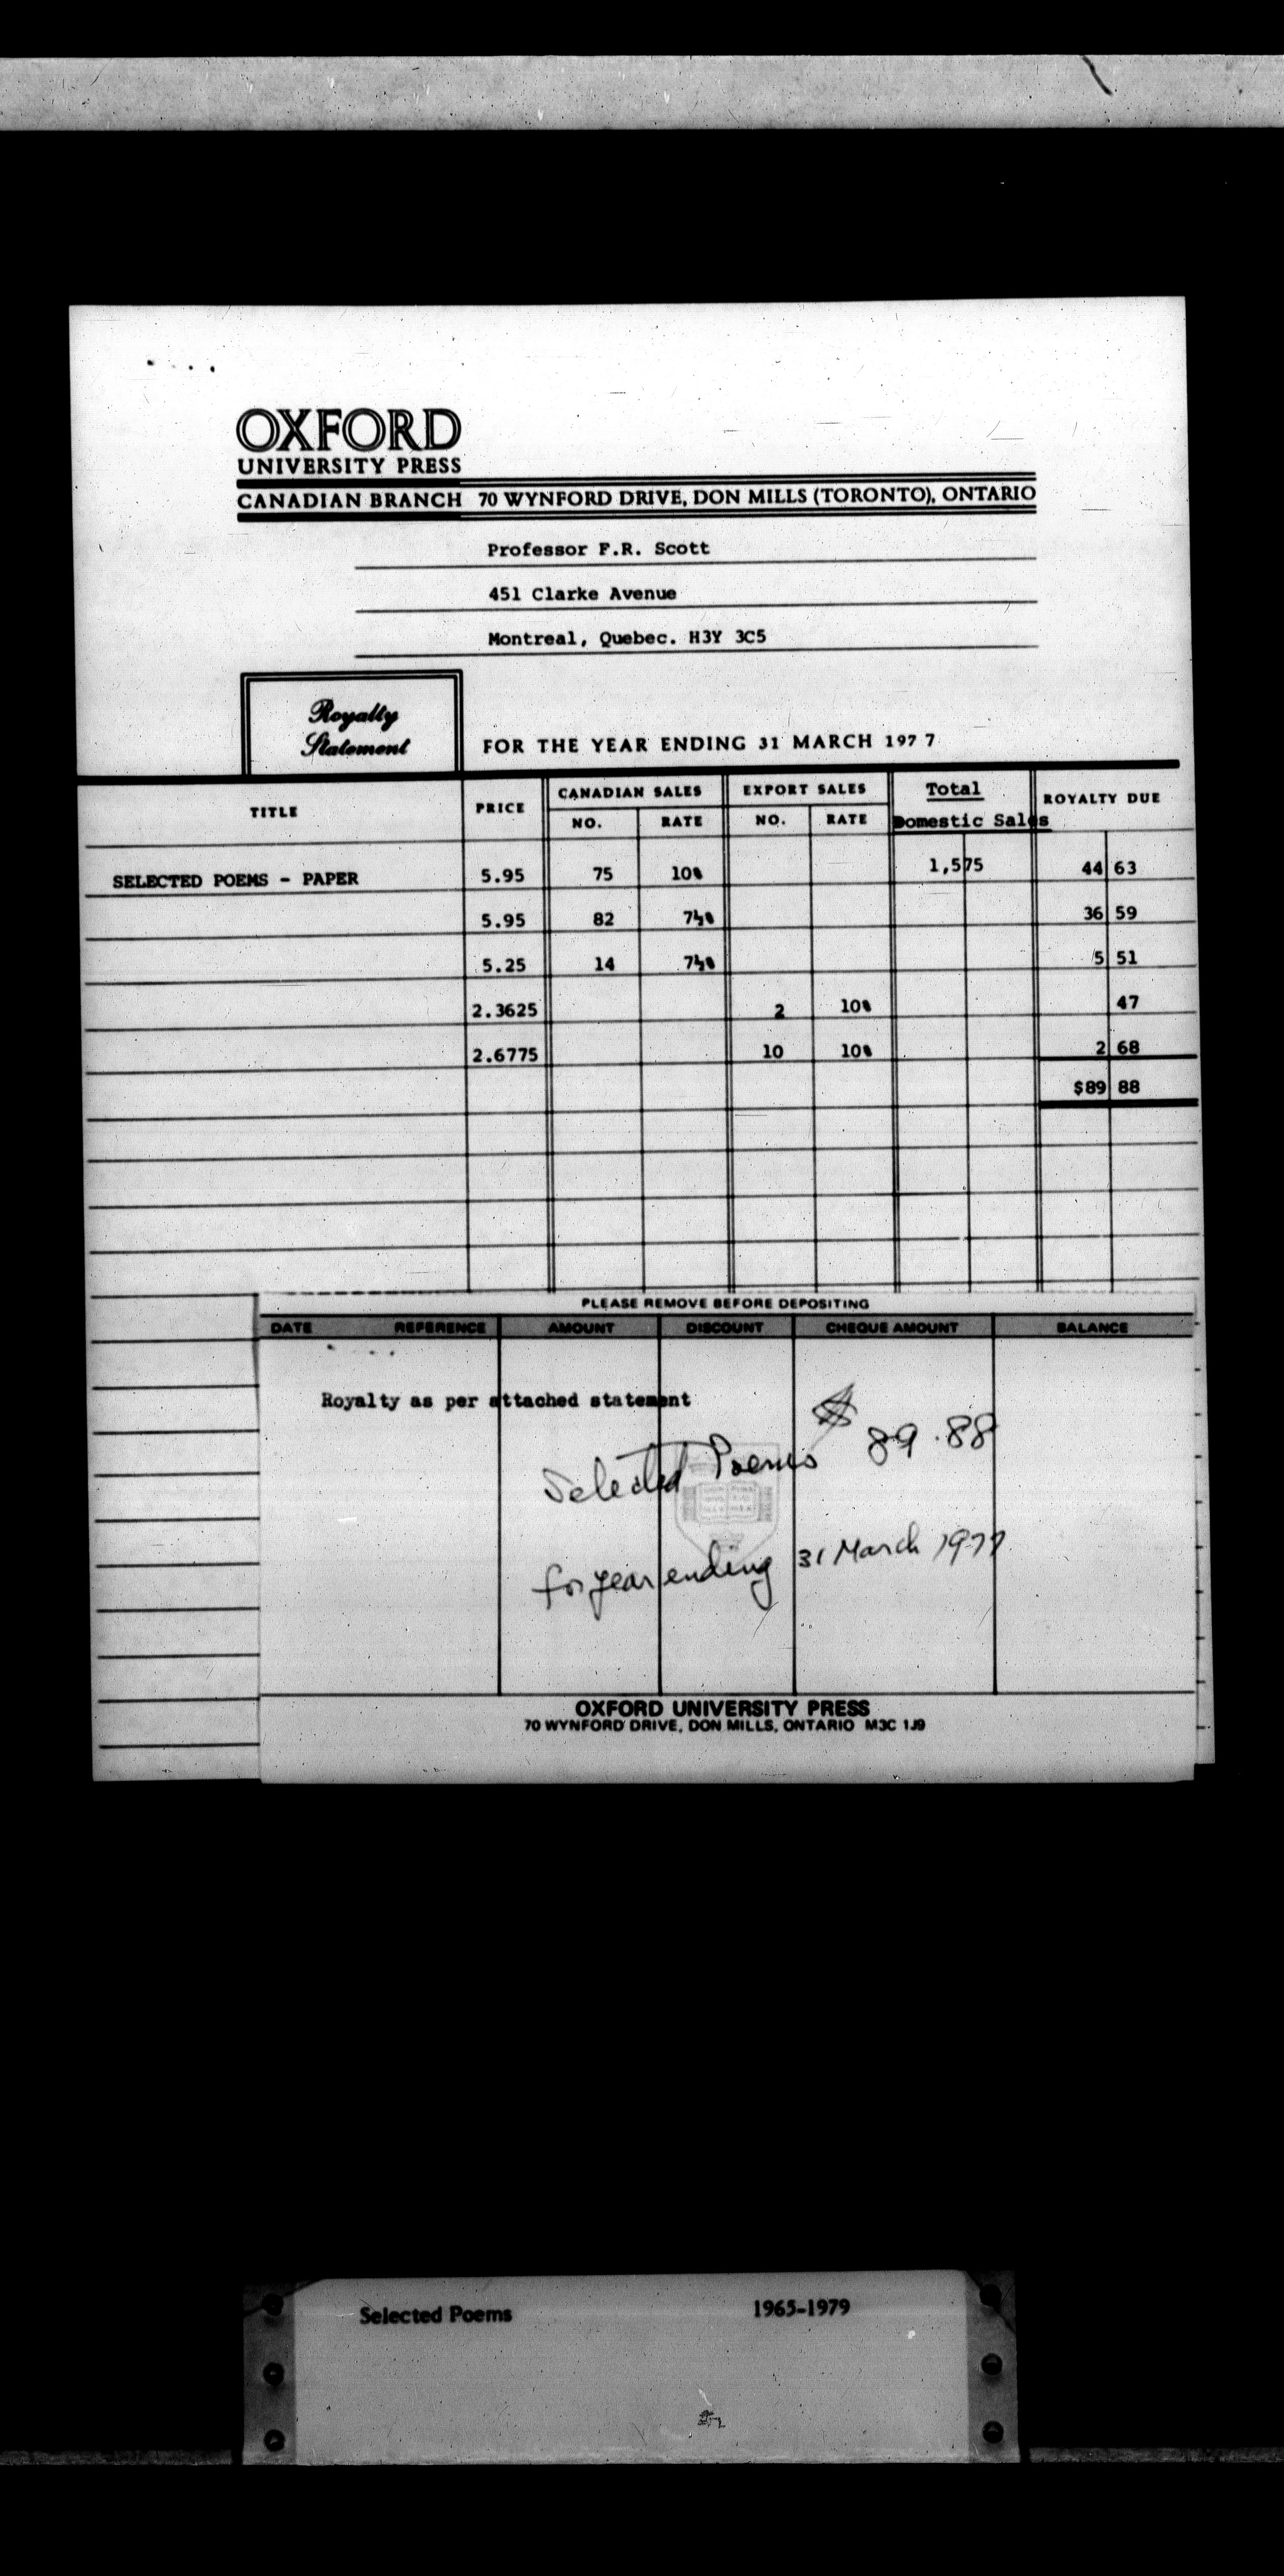 OXFORD
UNIVERSITY PRESS
CANADIAN BRANCH 70 WYNFORD DRIVE, DON MILLS (TORONTO), ONTARIO
Professor F.R. Scott
451 Clarke Avenue
Montreal, Quebec. H3Y 3C5
Royalty
Statement
FOR THE YEAR ENDING 31 MARCH 197 7
TITLE PRICE CANADIAN SALES EXPORT SALES Total ROYALTY DUE
NO. RATE NO. RATE Domestic Sales
SELECTED POEMS - PAPER 5.95 75 10% 1,575 44 63
5.95 82 7½% 36 59
5.25 14 7½% 5 51
2.3625 2 10% 47
2.6775 10 10% 2 68
$89 88
PLEASE REMOVE BEFORE DEPOSITING
DATE REFERENCE AMOUNT DISCOUNT CHEQUE AMOUNT BALANCE
Royalty as per attached statement
Selected Poems $ 89.88
for year ending 31 March 1977
OXFORD UNIVERSITY PRESS
70 WYNFORD DRIVE, DON MILLS, ONTARIO M3C 1J9
Selected Poems 1965-1979